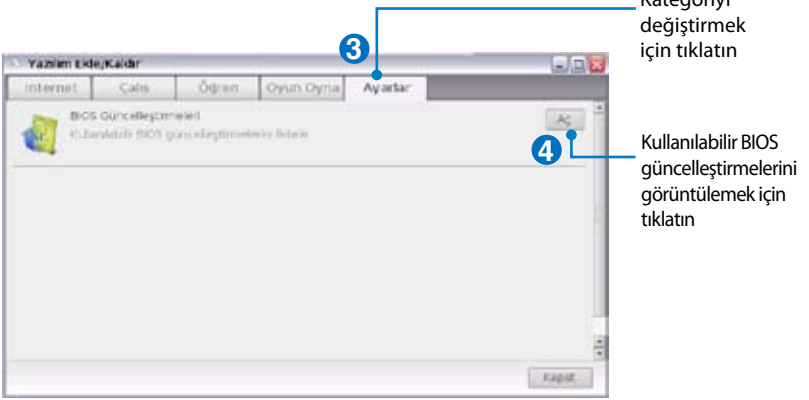 Kategoriyi
değiştirmek
için tıklatın
3
Yazılım Ekle/Kaldır
Internet Çalış Öğren Oyun Oyna Ayarlar
BIOS Güncelleştirmeleri
Kullanılabilir BIOS güncelleştirmelerini listele
Aç
4
Kullanılabilir BIOS
güncelleştirmelerini
görüntülemek için
tıklatın
Kapat